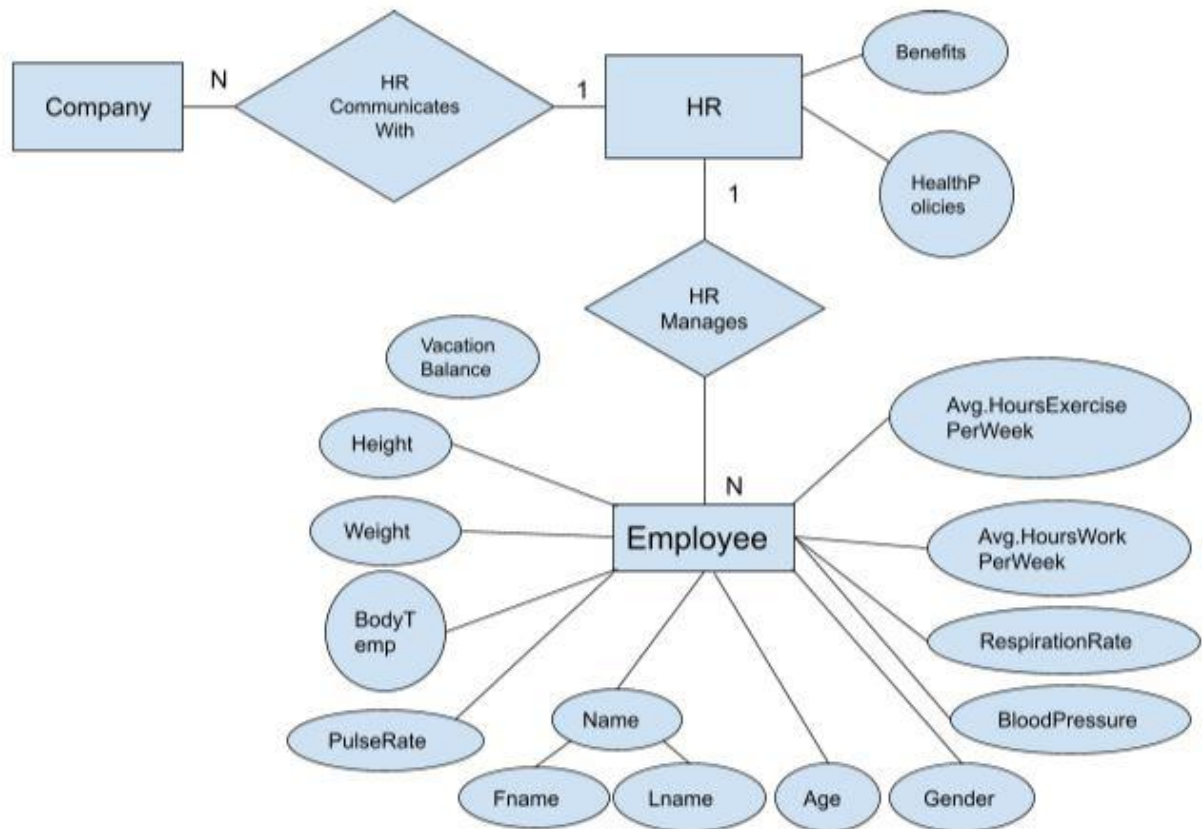 Benefits
N
HR
Communicates
With
1
HR
Company
HealthP
olicies
1
HR
Manages
Vacation
Balance
Avg.HoursExercise
PerWeek
Height
N
Weight
Employee
Avg.HoursWork
PerWeek
BodyT
emp
RespirationRate
Name
BloodPressure
PulseRate
Fname
Lname
Age
Gender